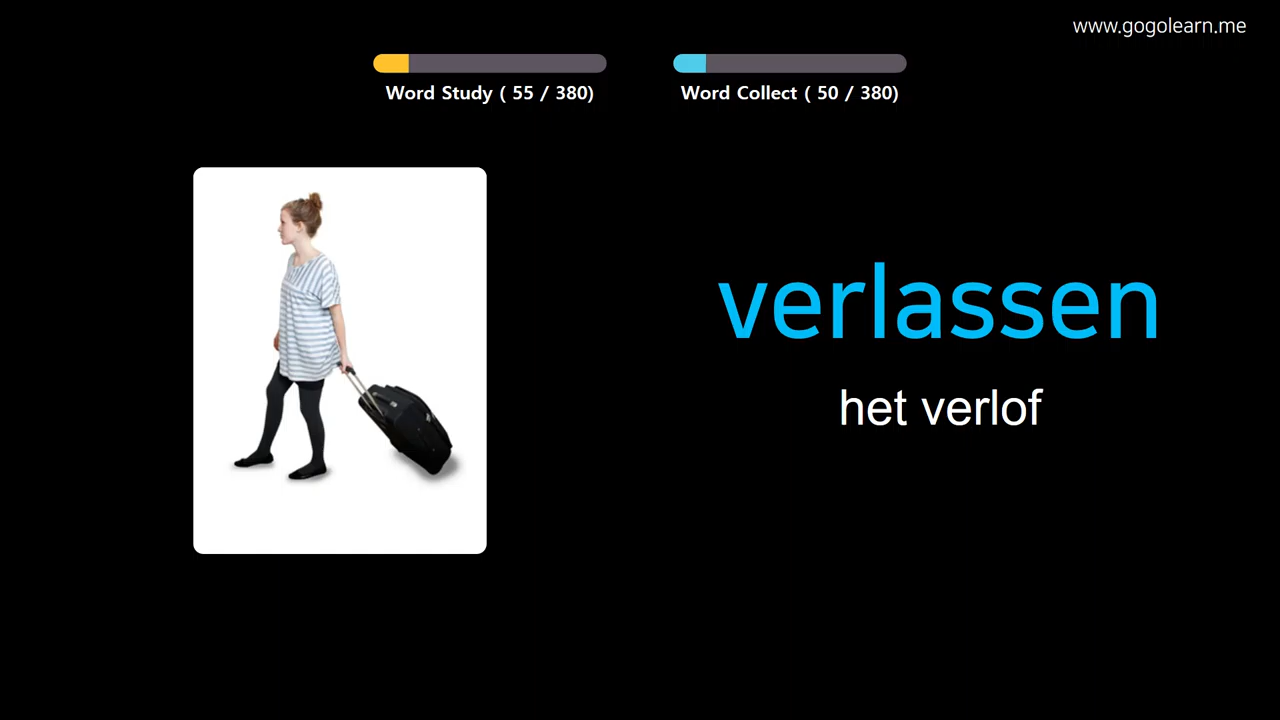 www.gogolearn.me
Word Study ( 55 / 380)
Word Collect ( 50 / 380)
verlassen
het verlof